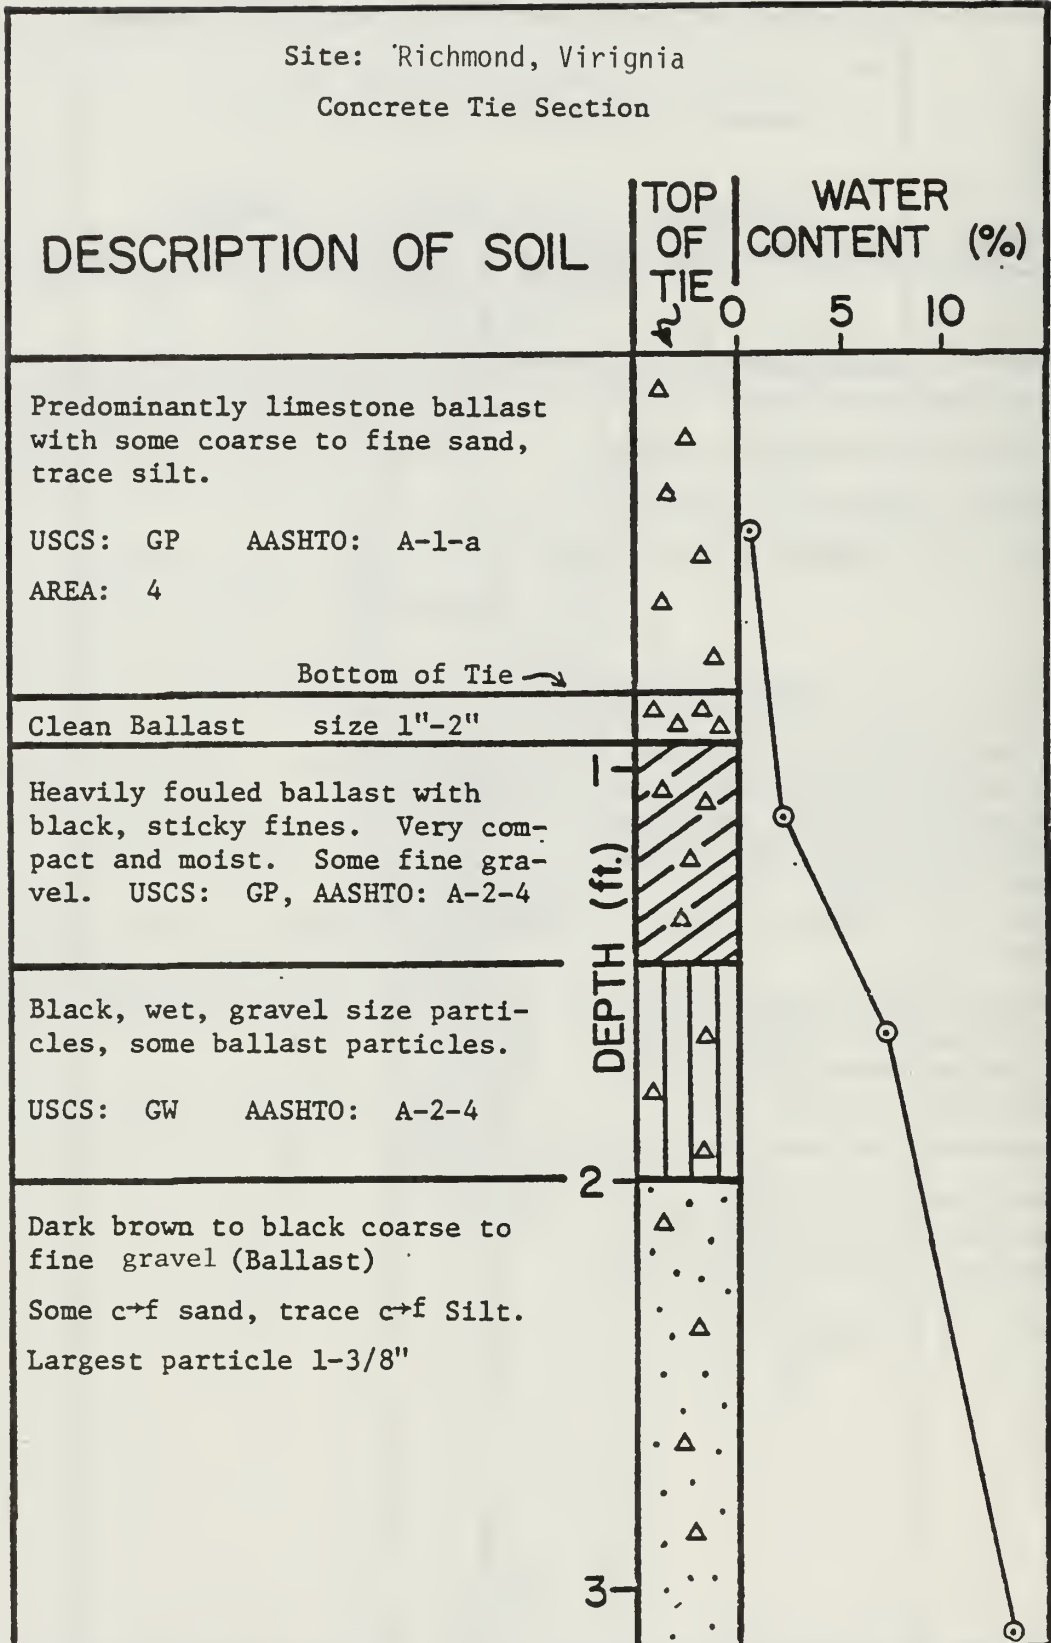 Site: Richmond, Virignia
Concrete Tie Section
DESCRIPTION OF SOIL
TOP
OF
TIE
WATER
CONTENT (%)
0 5 10
Predominantly limestone ballast
with some coarse to fine sand,
trace silt.
USCS: GP AASHTO: A-1-a
AREA: 4
Bottom of Tie
Clean Ballast size 1"-2"
Heavily fouled ballast with
black, sticky fines. Very com-
pact and moist. Some fine gra-
vel. USCS: GP, AASHTO: A-2-4
Black, wet, gravel size parti-
cles, some ballast particles.
USCS: GW AASHTO: A-2-4
Dark brown to black coarse to
fine gravel (Ballast)
Some c→f sand, trace c→f Silt.
Largest particle 1-3/8"
DEPTH (ft.)
1
2
3